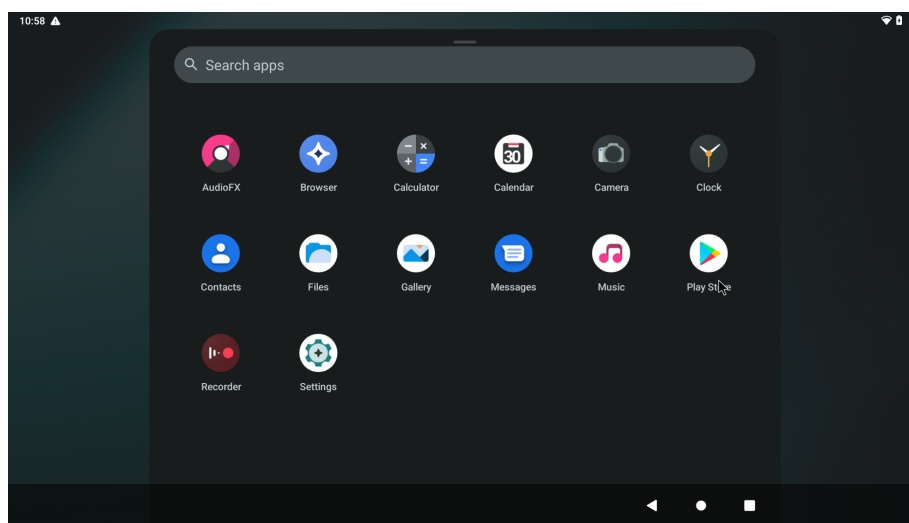 10:58
Search apps
AudioFX Browser Calculator 30 Calendar Camera Clock
Contacts Files Gallery Messages Music Play Store
Recorder Settings